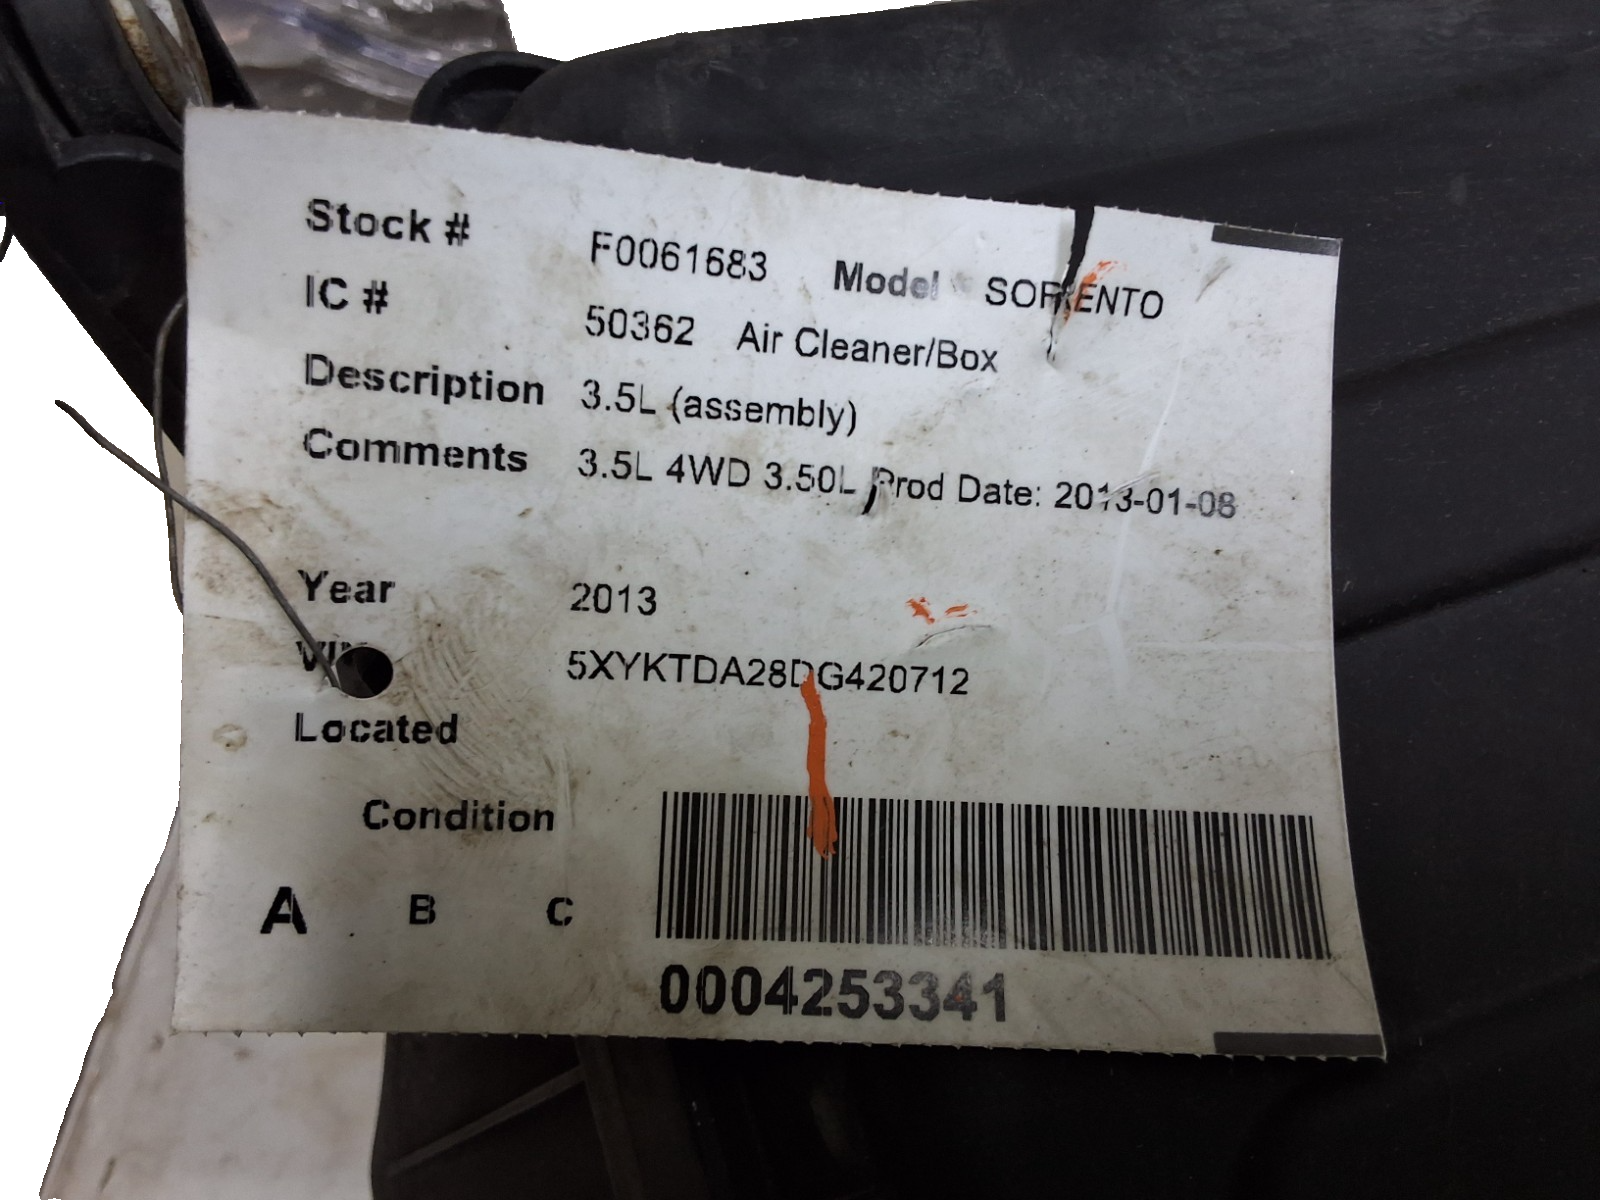 Stock # F0061683 Model SORENTO
IC # 50362 Air Cleaner/Box
Description 3.5L (assembly)
Comments 3.5L 4WD 3.50L Prod Date: 2013-01-08
Year 2013
VIN 5XYKTDA28DG420712
Located
Condition
A B C
0004253341